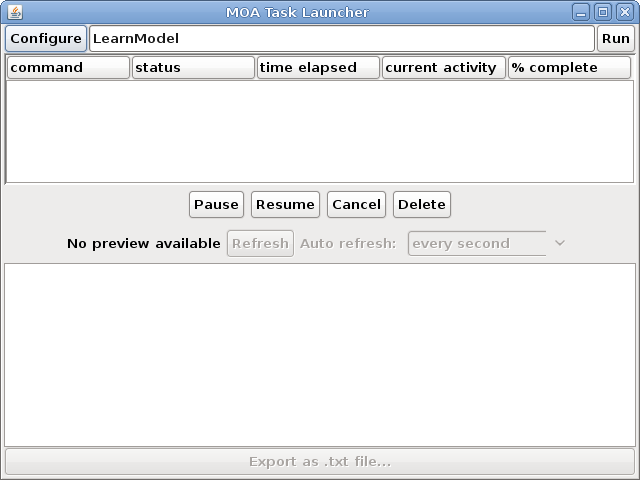 MOA Task Launcher
Configure LearnModel Run
command status time elapsed current activity % complete
Pause Resume Cancel Delete
No preview available Refresh Auto refresh: every second
Export as .txt file...